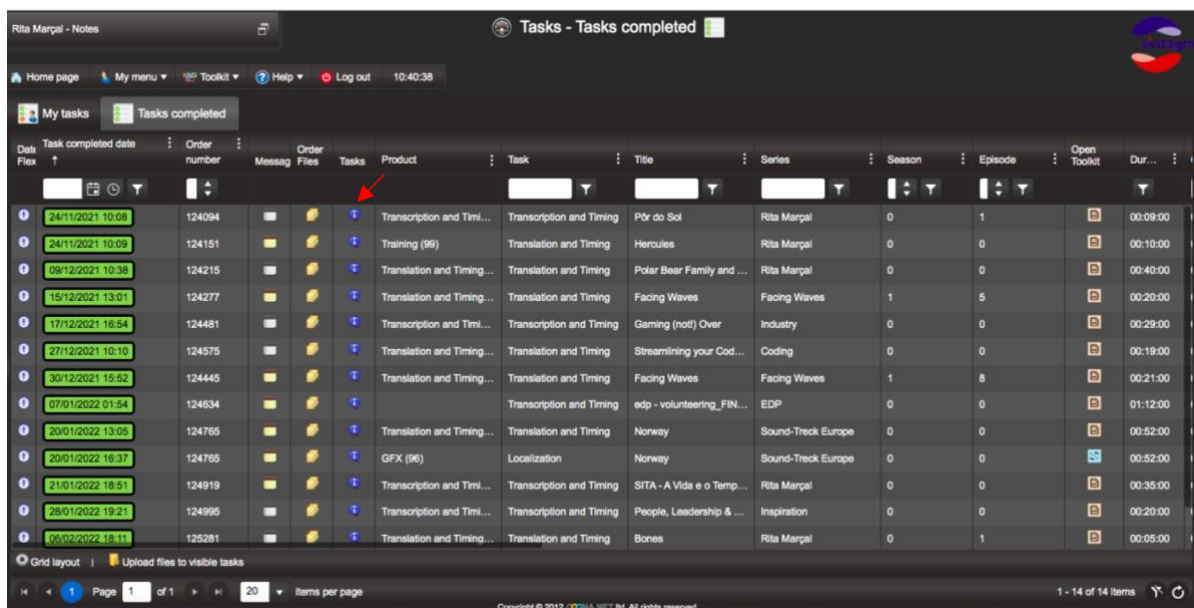 Rita Marçal - Notes
Tasks - Tasks completed
sintagma
Home page My menu Toolkit Help Log out 10:40:38
My tasks Tasks completed
Date Flex Task completed date ↑ Order number Messag Order Files Tasks Product Task Title Series Season Episode Open Toolkit Dur...
24/11/2021 10:08 124094 Transcription and Timi... Transcription and Timing Pôr do Sol Rita Marçal 0 1 00:09:00
24/11/2021 10:09 124151 Training (99) Translation and Timing Hercules Rita Marçal 0 0 00:10:00
09/12/2021 10:38 124215 Translation and Timing... Translation and Timing Polar Bear Family and ... Rita Marçal 0 0 00:40:00
15/12/2021 13:01 124277 Translation and Timing... Translation and Timing Facing Waves Facing Waves 1 5 00:20:00
17/12/2021 16:54 124481 Transcription and Timi... Transcription and Timing Gaming (not!) Over Industry 0 0 00:29:00
27/12/2021 10:10 124575 Translation and Timing... Translation and Timing Streamlining your Cod... Coding 0 0 00:19:00
30/12/2021 15:52 124445 Translation and Timing... Translation and Timing Facing Waves Facing Waves 1 8 00:21:00
07/01/2022 01:54 124634 Transcription and Timing edp - volunteering_FIN... EDP 0 0 01:12:00
20/01/2022 13:05 124765 Translation and Timing... Translation and Timing Norway Sound-Treck Europe 0 0 00:52:00
20/01/2022 16:37 124765 GFX (96) Localization Norway Sound-Treck Europe 0 0 00:52:00
21/01/2022 18:51 124919 Transcription and Timi... Transcription and Timing SITA - A Vida e o Temp... Rita Marçal 0 0 00:35:00
28/01/2022 19:21 124995 Transcription and Timi... Transcription and Timing People, Leadership & ... Inspiration 0 0 00:20:00
06/02/2022 18:11 125281 Translation and Timing... Translation and Timing Bones Rita Marçal 0 1 00:05:00
Grid layout | Upload files to visible tasks
1 Page 1 of 1 20 items per page 1 - 14 of 14 items
Copyright © 2012 .NET ltd. All rights reserved